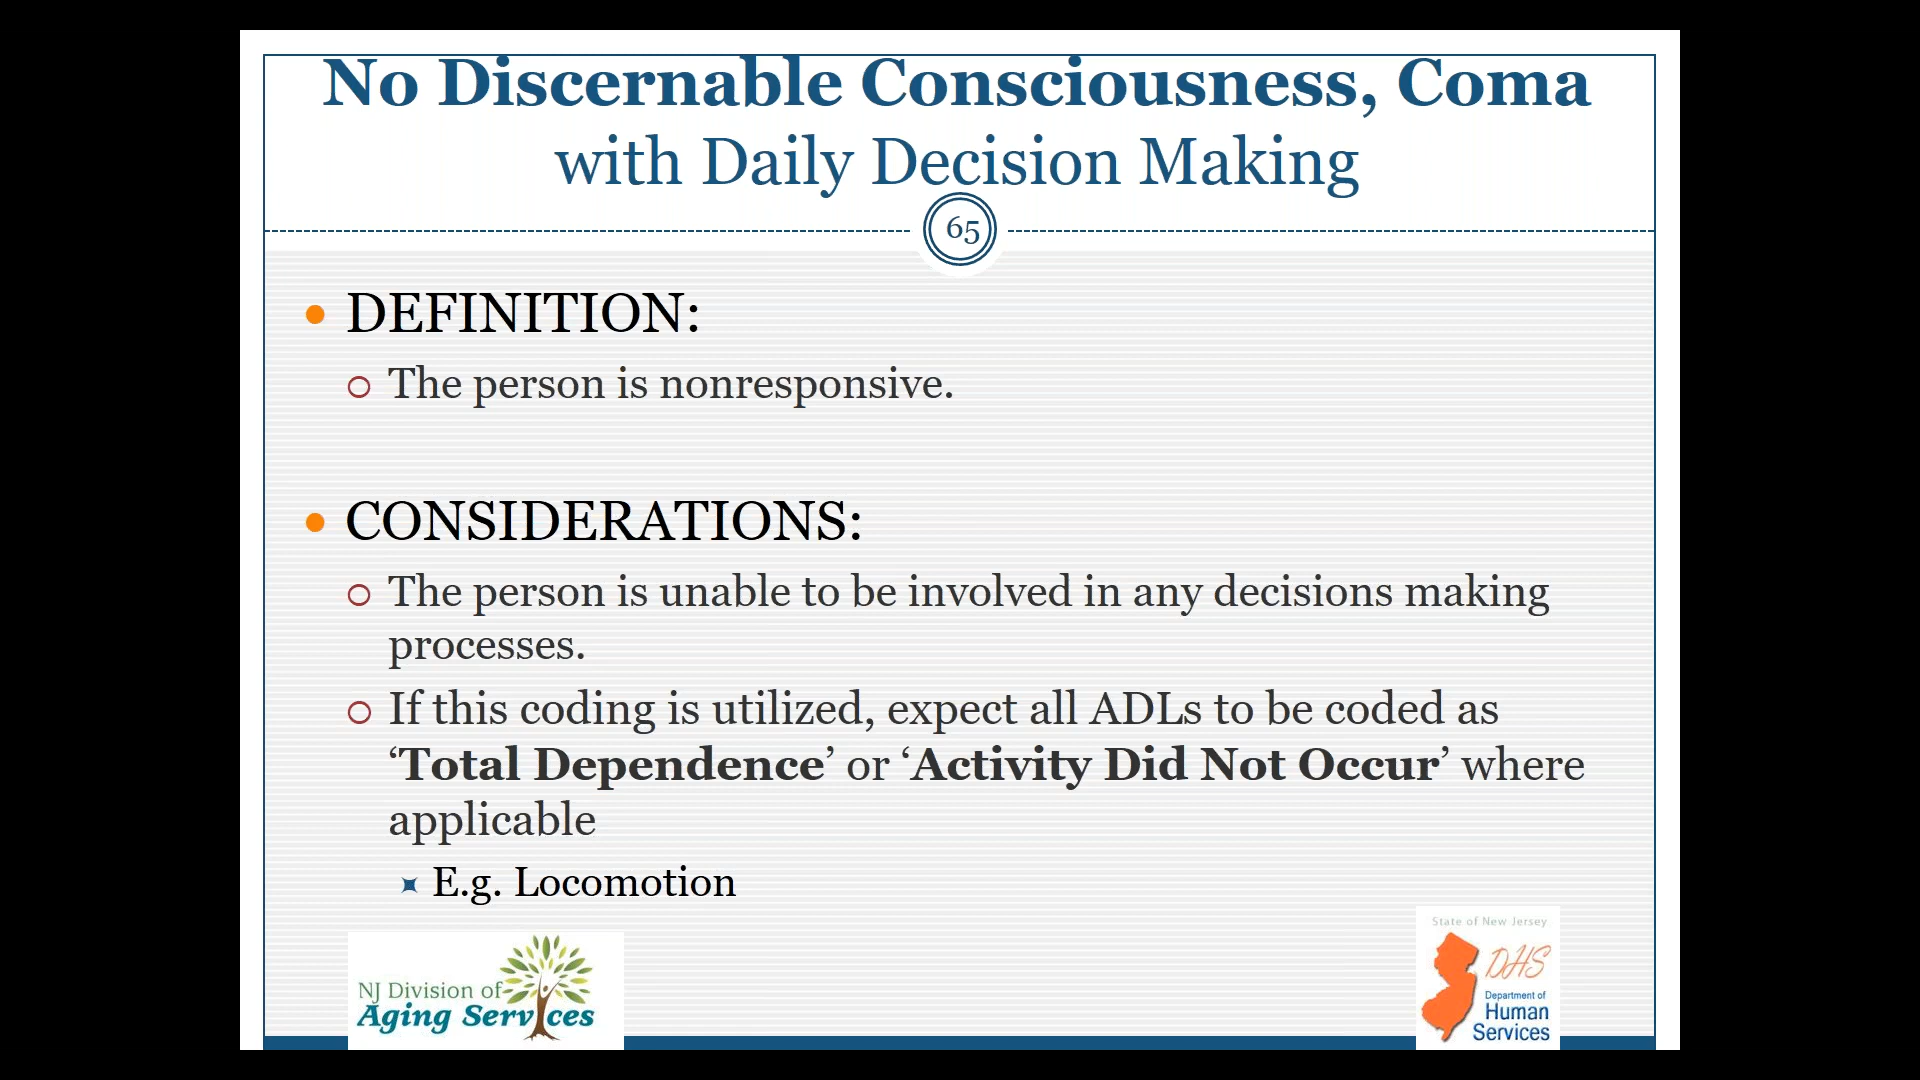 No Discernable Consciousness, Coma
with Daily Decision Making
65
DEFINITION:
The person is nonresponsive.
CONSIDERATIONS:
The person is unable to be involved in any decisions making
processes.
If this coding is utilized, expect all ADLs to be coded as
‘Total Dependence’ or ‘Activity Did Not Occur’ where
applicable
E.g. Locomotion
NJ Division of
Aging Services
State of New Jersey
DHS
Department of
Human
Services